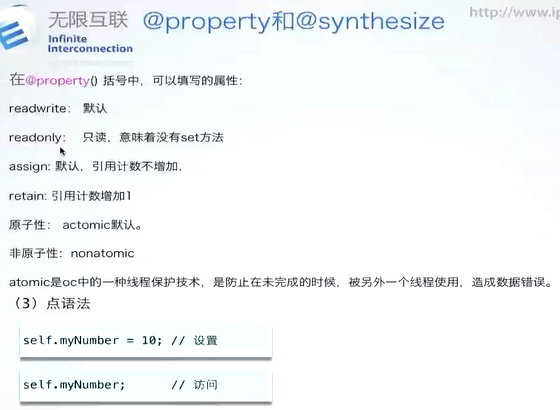 无限互联
Infinite
Interconnection
@property和@synthesize
http://www.ip
在@property() 括号中，可以填写的属性：
readwrite： 默认
readonly： 只读，意味着没有set方法
assign: 默认，引用计数不增加，
retain: 引用计数增加1
原子性： actomic默认。
非原子性：nonatomic
atomic是oc中的一种线程保护技术，是防止在未完成的时候，被另外一个线程使用，造成数据错误。
（3）点语法
self.myNumber = 10; // 设置
self.myNumber; // 访问